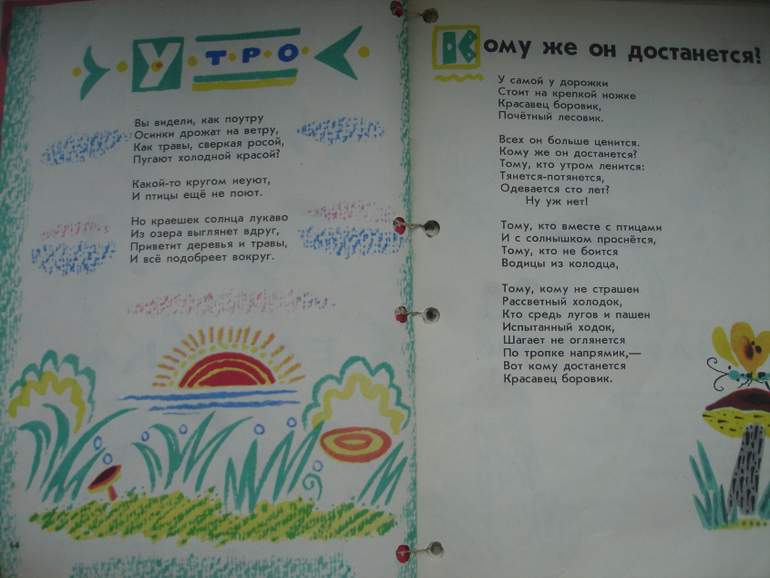 УТРО
Вы видели, как поутру
Осинки дрожат на ветру,
Как травы, сверкая росой,
Пугают холодной красой?
Какой-то кругом неуют,
И птицы ещё не поют.
Но краешек солнца лукаво
Из озера выглянет вдруг,
Приветит деревья и травы,
И всё подобреет вокруг.
64
Кому же он достанется?
У самой у дорожки
Стоит на крепкой ножке
Красавец боровик,
Почётный лесовик.
Всех он больше ценится.
Кому же он достанется?
Тому, кто утром ленится:
Тянется-потянется,
Одевается сто лет?
Ну уж нет!
Тому, кто вместе с птицами
И с солнышком проснётся,
Тому, кто не боится
Водицы из колодца,
Тому, кому не страшен
Рассветный холодок,
Кто средь лугов и пашен
Испытанный ходок,
Шагает не оглянется
По тропке напрямик,—
Вот кому достанется
Красавец боровик.